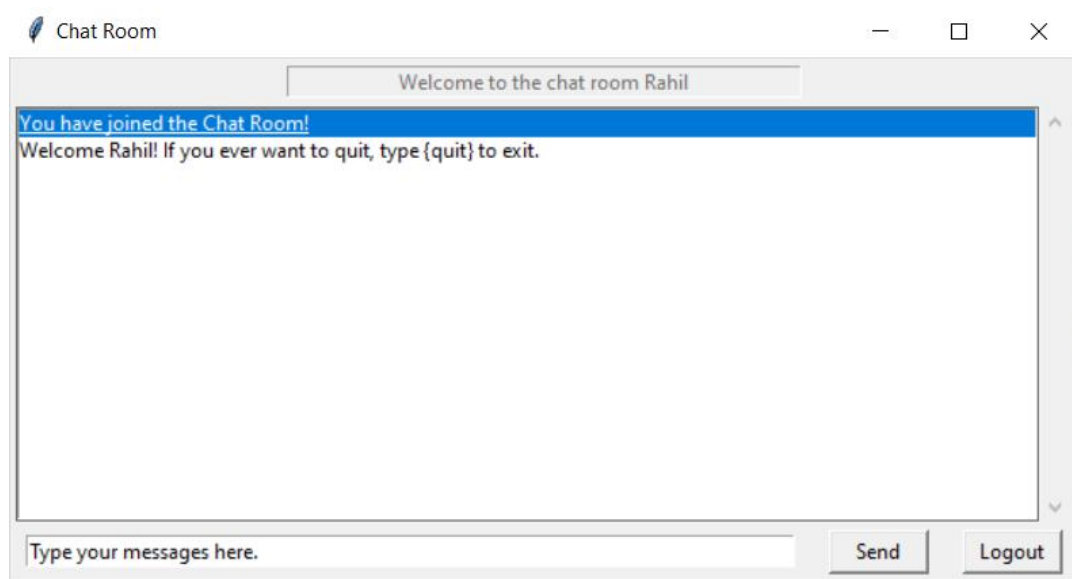 Chat Room
Welcome to the chat room Rahil
You have joined the Chat Room!
Welcome Rahil! If you ever want to quit, type {quit} to exit.
Type your messages here.
Send
Logout